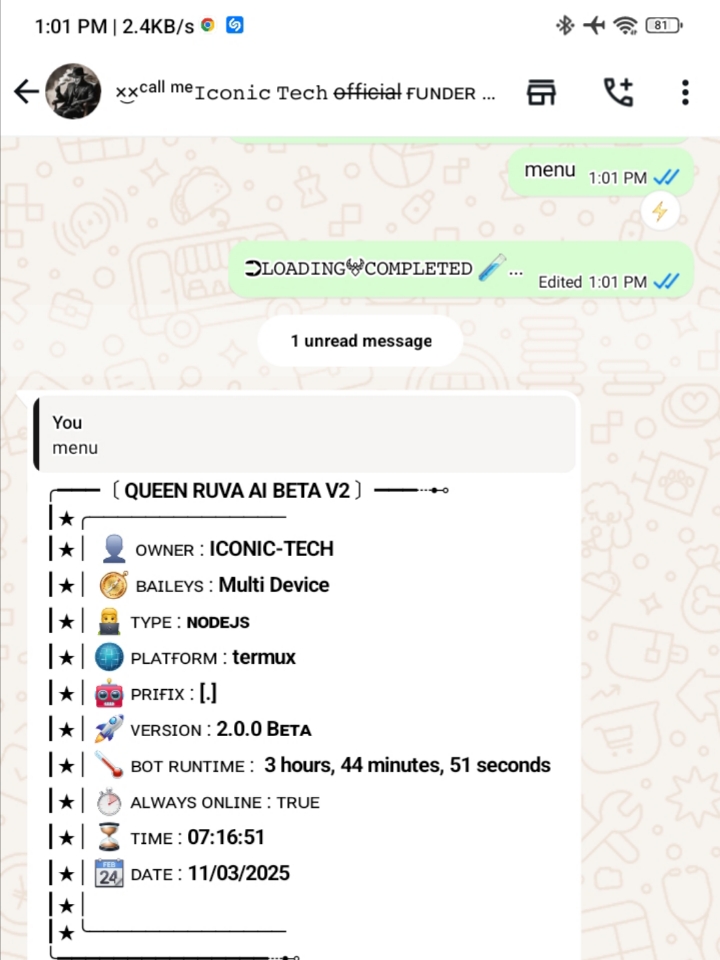 1:01 PM | 2.4KB/s
81
××call me Iconic Tech official FUNDER ...
menu 1:01 PM
⊃LOADING COMPLETED 🧪...
Edited 1:01 PM
1 unread message
You
menu
╭━━━〔 QUEEN RUVA AI BETA V2 〕━━━┈⊷
┃★╭──────────────
┃★│ 👤 OWNER : ICONIC-TECH
┃★│ 🧭 BAILEYS : Multi Device
┃★│ 👨‍💻 TYPE : NODEJS
┃★│ 🌐 PLATFORM : termux
┃★│ 🤖 PRIFIX : [.]
┃★│ 🚀 VERSION : 2.0.0 BETA
┃★│ 🌡️ BOT RUNTIME : 3 hours, 44 minutes, 51 seconds
┃★│ ⏱️ ALWAYS ONLINE : TRUE
┃★│ ⌛ TIME : 07:16:51
┃★│ 📆 DATE : 11/03/2025
┃★│
┃★╰──────────────
╰━━━━━━━━━━━━━━━┈⊷